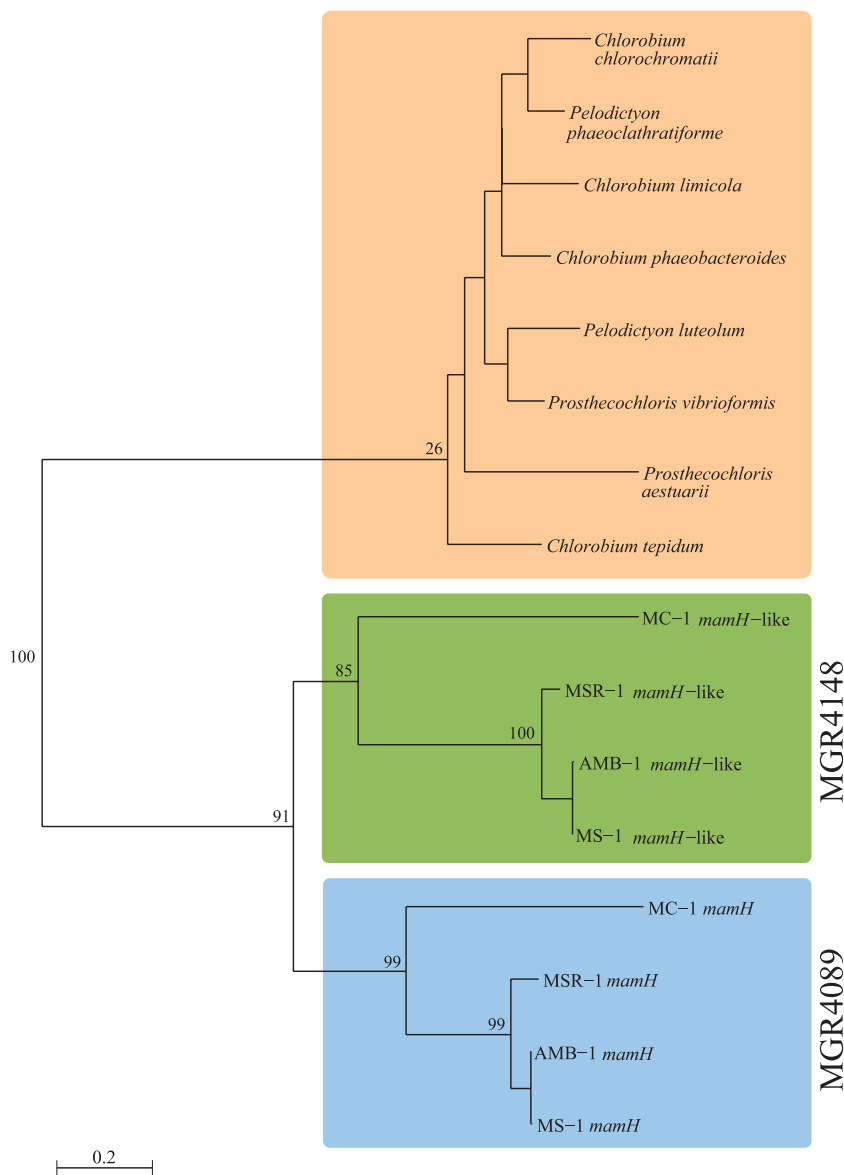 Chlorobium
chlorochromatii
Pelodictyon
phaeoclathratiforme
Chlorobium limicola
Chlorobium phaeobacteroides
Pelodictyon luteolum
Prosthecochloris vibrioformis
26
Prosthecochloris
aestuarii
Chlorobium tepidum
100
MC−1 mamH−like
85
MSR−1 mamH−like
100
AMB−1 mamH−like
MS−1 mamH−like
MGR4148
91
MC−1 mamH
99
MSR−1 mamH
99
AMB−1 mamH
MS−1 mamH
MGR4089
0.2